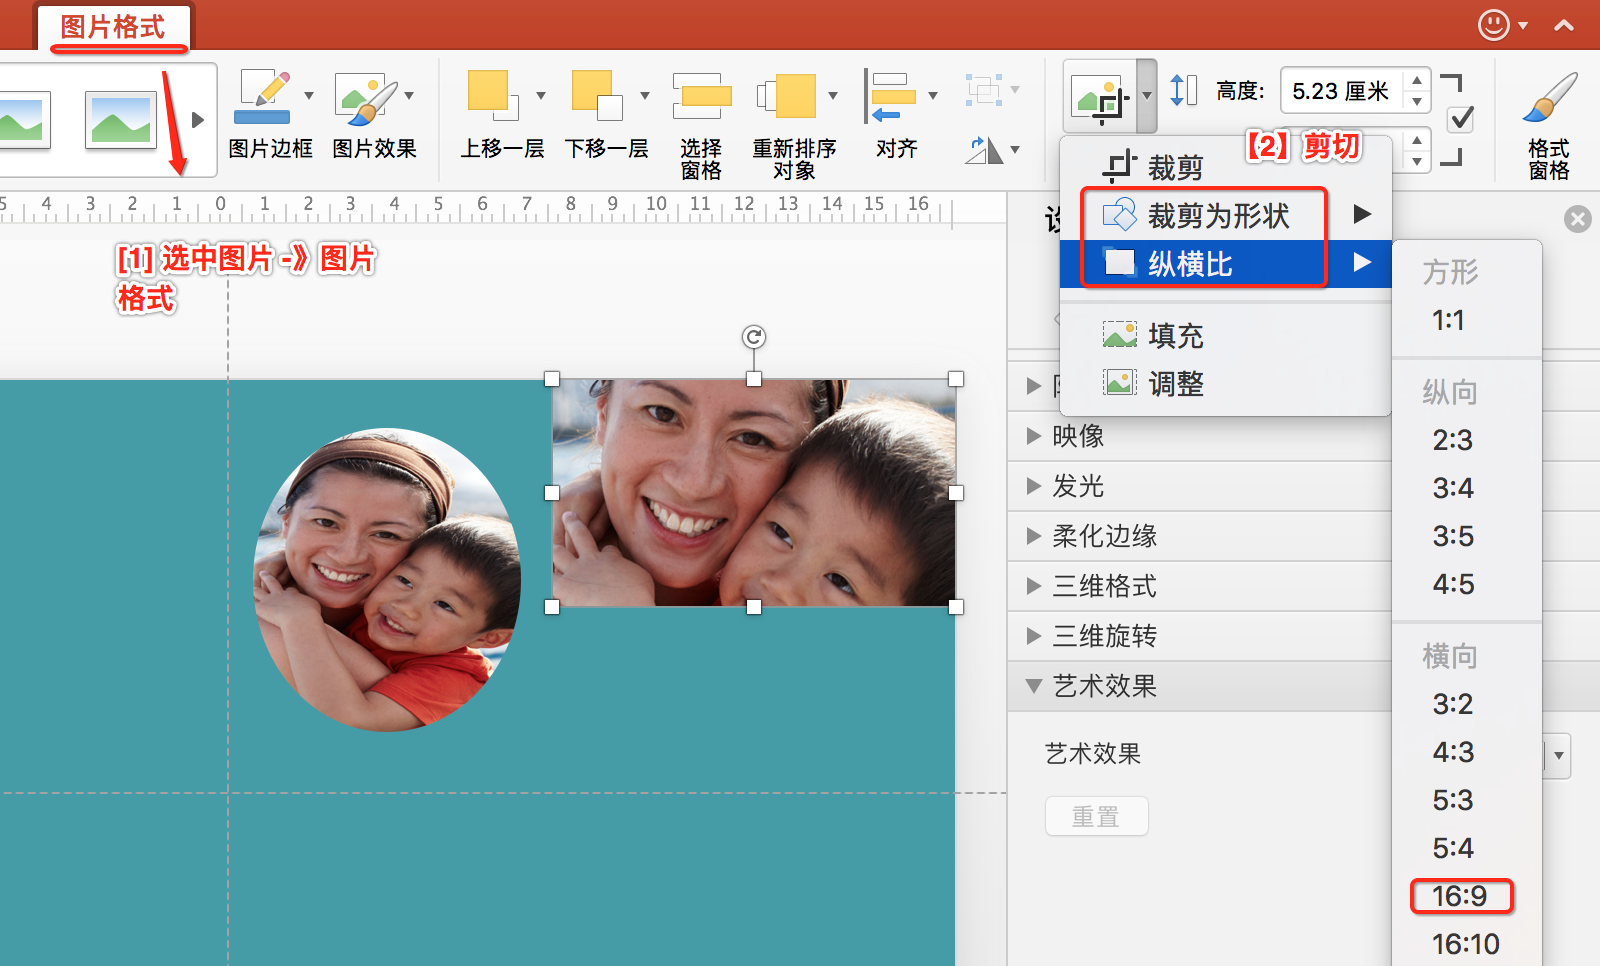 图片格式
图片边框
图片效果
上移一层
下移一层
选择
窗格
重新排序
对象
对齐
高度:
5.23 厘米
格式
窗格
【2】剪切
裁剪
裁剪为形状
纵横比
填充
调整
5 4 3 2 1 0 1 2 3 4 5 6 7 8 9 10 11 12 13 14 15 16
[1] 选中图片 -》图片
格式
方形
1:1
纵向
2:3
3:4
3:5
4:5
横向
3:2
4:3
5:3
5:4
16:9
16:10
映像
发光
柔化边缘
三维格式
三维旋转
艺术效果
艺术效果
重置